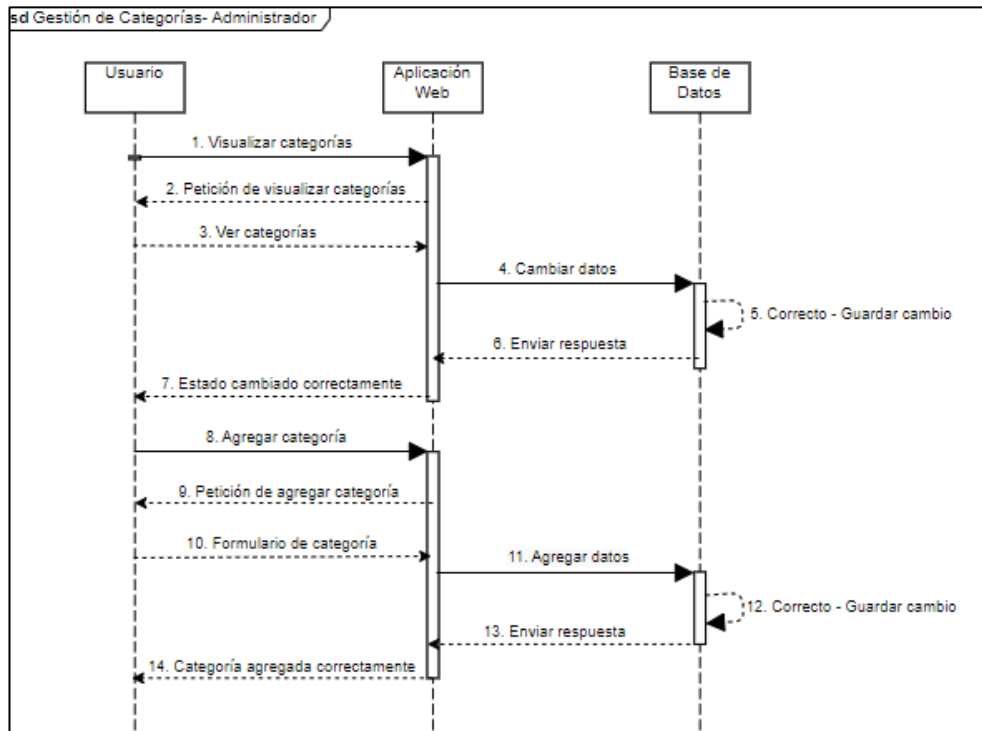 sd Gestión de Categorías- Administrador
Usuario
Aplicación
Web
Base de
Datos
1. Visualizar categorías
2. Petición de visualizar categorías
3. Ver categorías
4. Cambiar datos
5. Correcto - Guardar cambio
6. Enviar respuesta
7. Estado cambiado correctamente
8. Agregar categoría
9. Petición de agregar categoría
10. Formulario de categoría
11. Agregar datos
12. Correcto - Guardar cambio
13. Enviar respuesta
14. Categoría agregada correctamente